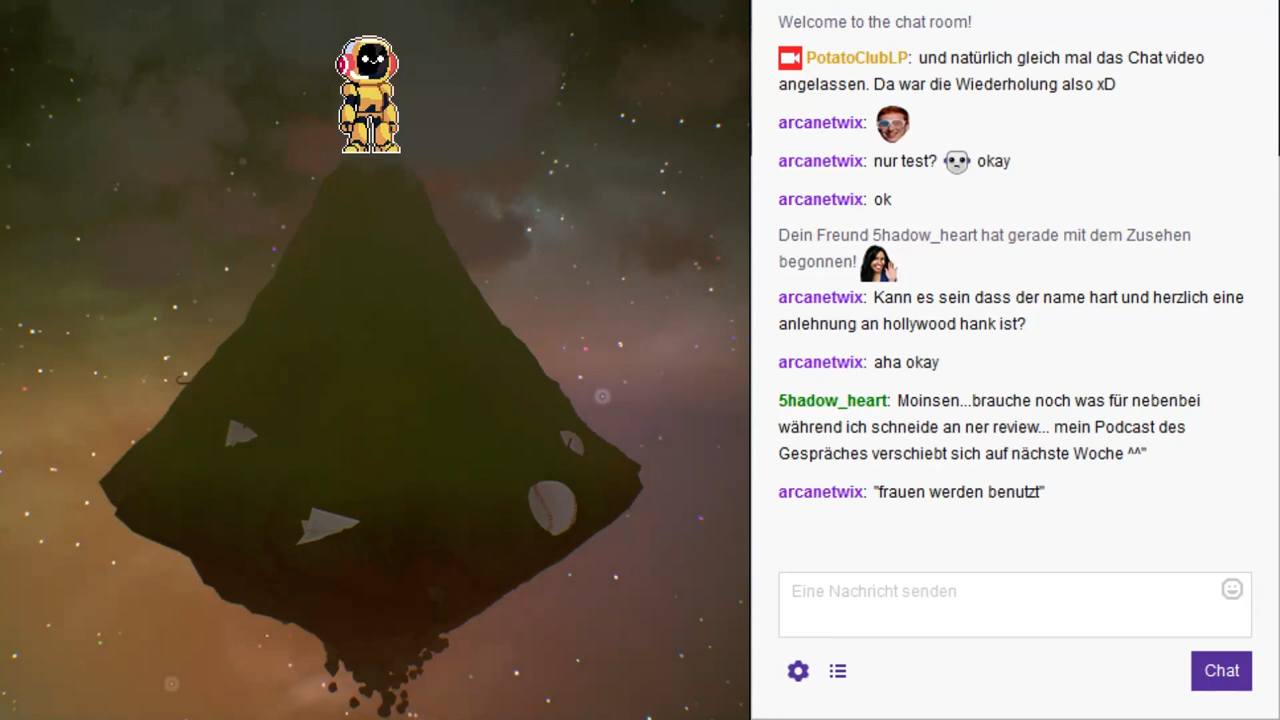 Welcome to the chat room!
PotatoClubLP: und natürlich gleich mal das Chat video
angelassen. Da war die Wiederholung also xD
arcanetwix:
arcanetwix: nur test? okay
arcanetwix: ok
Dein Freund 5hadow_heart hat gerade mit dem Zusehen
begonnen!
arcanetwix: Kann es sein dass der name hart und herzlich eine
anlehnung an hollywood hank ist?
arcanetwix: aha okay
5hadow_heart: Moinsen...brauche noch was für nebenbei
während ich schneide an ner review... mein Podcast des
Gespräches verschiebt sich auf nächste Woche ^^"
arcanetwix: "frauen werden benutzt"
Eine Nachricht senden
Chat